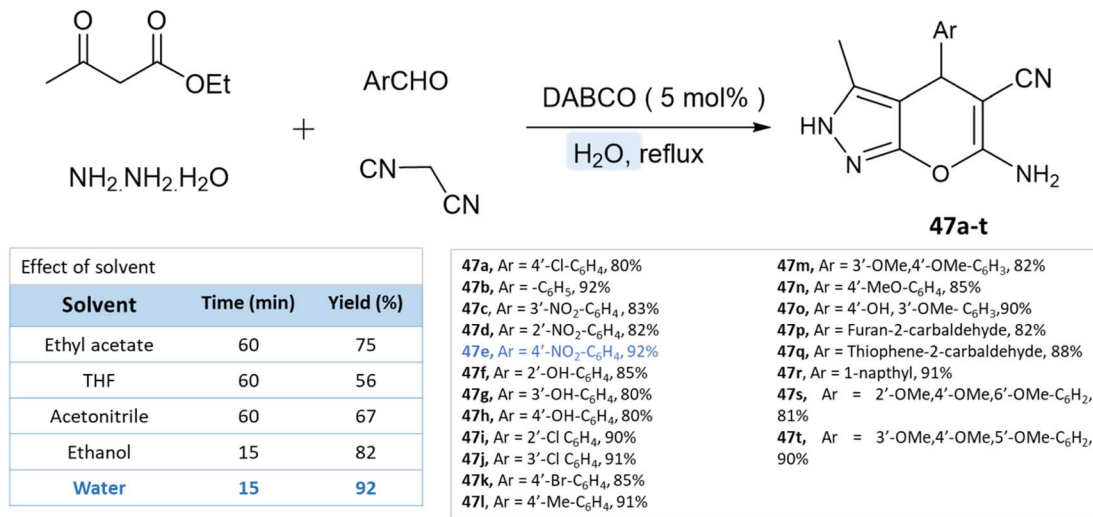 O
O
OEt
NH₂.NH₂.H₂O
+
ArCHO
CN
CN
DABCO ( 5 mol% )
H₂O, reflux
Ar
CN
HN
N
O
NH₂
47a-t
Effect of solvent
Solvent Time (min) Yield (%)
Ethyl acetate 60 75
THF 60 56
Acetonitrile 60 67
Ethanol 15 82
Water 15 92
47a, Ar = 4′-Cl-C₆H₄, 80%
47b, Ar = -C₆H₅, 92%
47c, Ar = 3′-NO₂-C₆H₄, 83%
47d, Ar = 2′-NO₂-C₆H₄, 82%
47e, Ar = 4′-NO₂-C₆H₄, 92%
47f, Ar = 2′-OH-C₆H₄, 85%
47g, Ar = 3′-OH-C₆H₄, 80%
47h, Ar = 4′-OH-C₆H₄, 80%
47i, Ar = 2′-Cl C₆H₄, 90%
47j, Ar = 3′-Cl C₆H₄, 91%
47k, Ar = 4′-Br-C₆H₄, 85%
47l, Ar = 4′-Me-C₆H₄, 91%
47m, Ar = 3′-OMe,4′-OMe-C₆H₃, 82%
47n, Ar = 4′-MeO-C₆H₄, 85%
47o, Ar = 4′-OH, 3′-OMe- C₆H₃,90%
47p, Ar = Furan-2-carbaldehyde, 82%
47q, Ar = Thiophene-2-carbaldehyde, 88%
47r, Ar = 1-napthyl, 91%
47s, Ar = 2′-OMe,4′-OMe,6′-OMe-C₆H₂,
81%
47t, Ar = 3′-OMe,4′-OMe,5′-OMe-C₆H₂,
90%